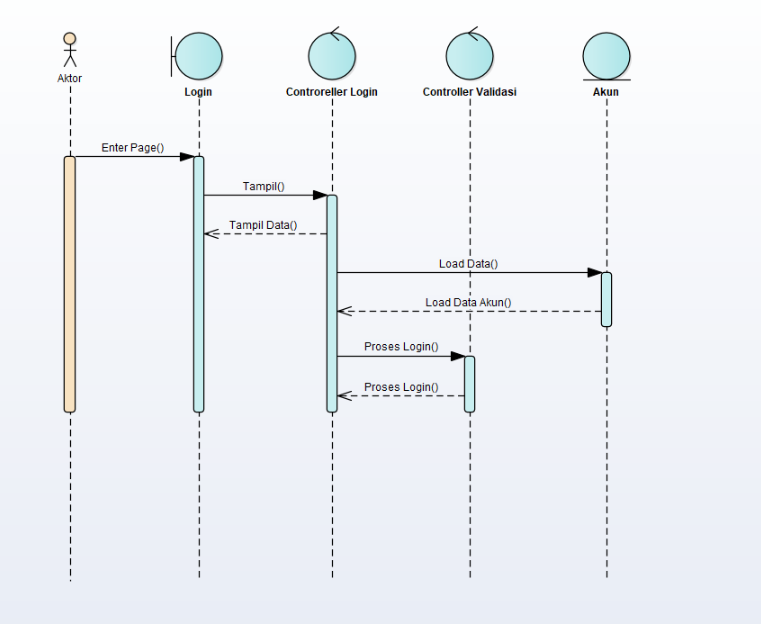 Aktor
Login
Controreller Login
Controller Validasi
Akun
Enter Page()
Tampil()
Tampil Data()
Load Data()
Load Data Akun()
Proses Login()
Proses Login()